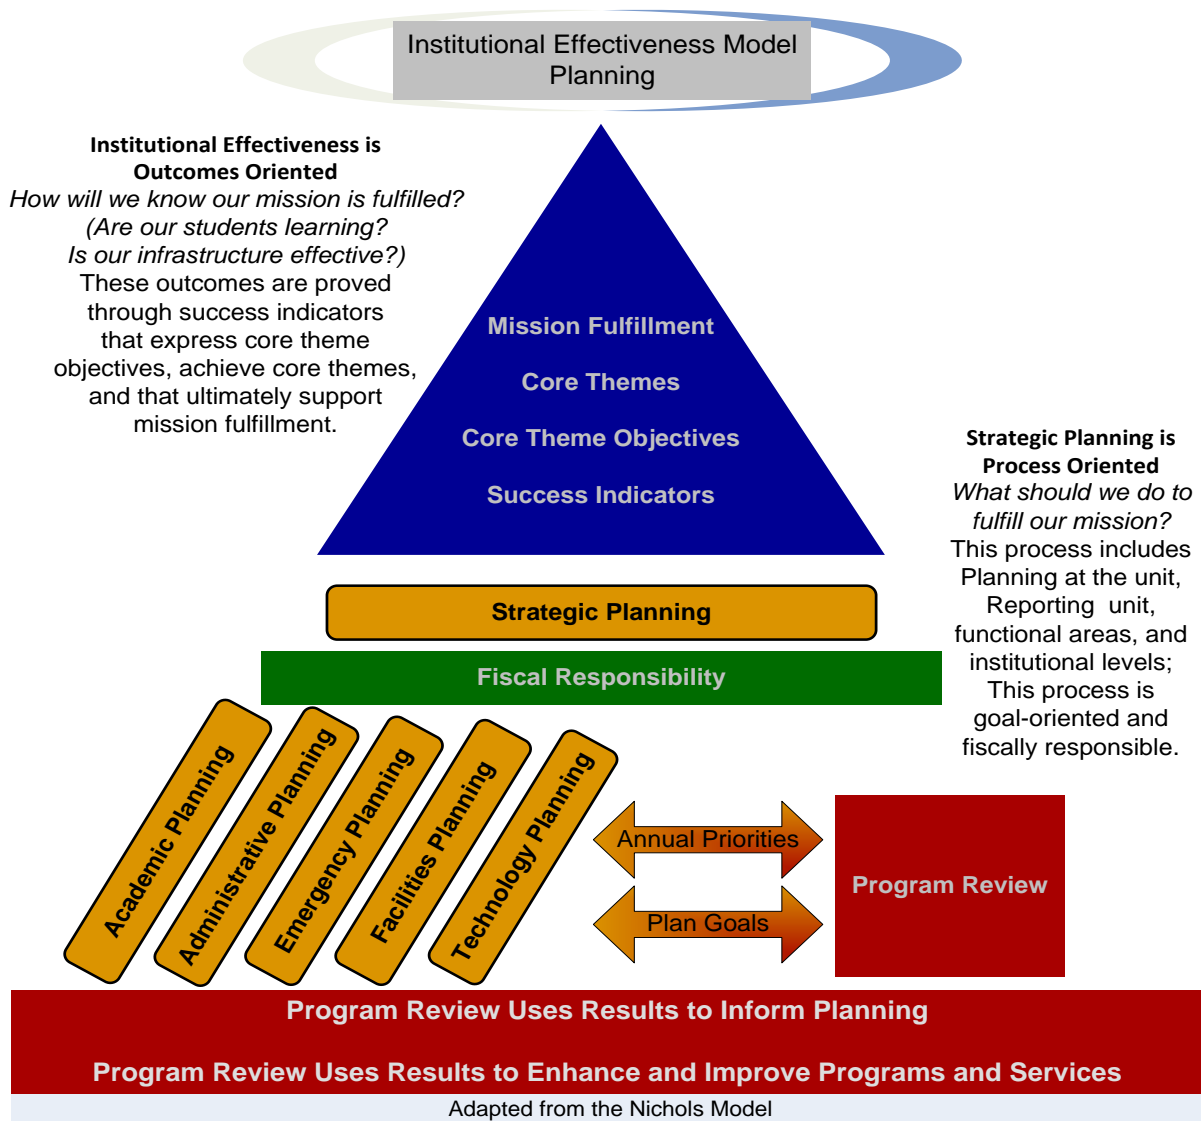 Institutional Effectiveness Model
Planning
Institutional Effectiveness is
Outcomes Oriented
How will we know our mission is fulfilled?
(Are our students learning?
Is our infrastructure effective?)
These outcomes are proved
through success indicators
that express core theme
objectives, achieve core themes,
and that ultimately support
mission fulfillment.
Mission Fulfillment
Core Themes
Core Theme Objectives
Success Indicators
Strategic Planning is
Process Oriented
What should we do to
fulfill our mission?
This process includes
Planning at the unit,
Reporting  unit,
functional areas, and
institutional levels;
This process is
goal-oriented and
fiscally responsible.
Strategic Planning
Fiscal Responsibility
Academic Planning
Administrative Planning
Emergency Planning
Facilities Planning
Technology Planning
Annual Priorities
Plan Goals
Program Review
Program Review Uses Results to Inform Planning
Program Review Uses Results to Enhance and Improve Programs and Services
Adapted from the Nichols Model